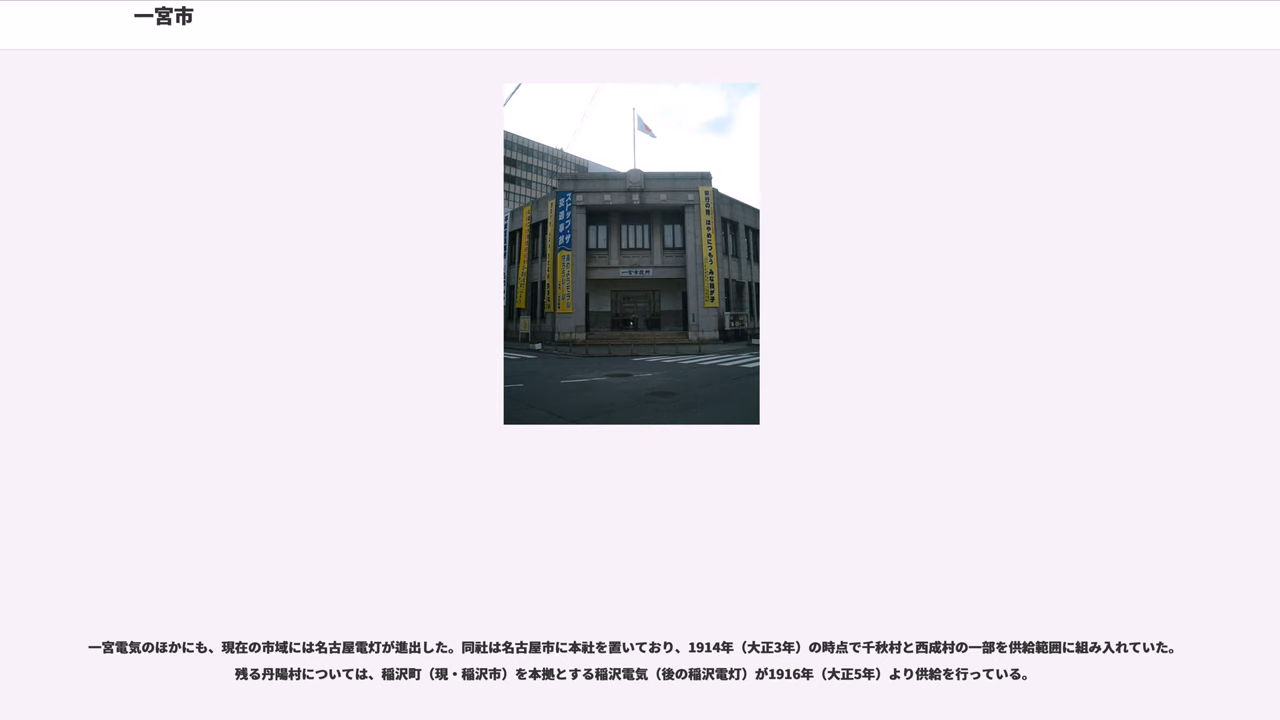 一宮市
一宮市役所
一宮電気のほかにも、現在の市域には名古屋電灯が進出した。同社は名古屋市に本社を置いており、1914年（大正3年）の時点で千秋村と西成村の一部を供給範囲に組み入れていた。
残る丹陽村については、稲沢町（現・稲沢市）を本拠とする稲沢電気（後の稲沢電灯）が1916年（大正5年）より供給を行っている。